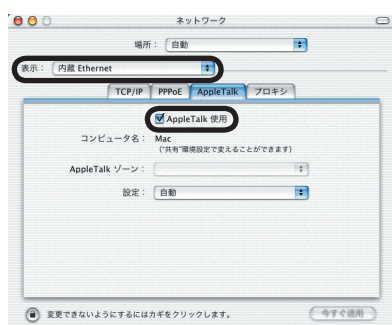 ネットワーク
場所： 自動
表示： 内蔵 Ethernet
TCP/IP PPPoE AppleTalk プロキシ
AppleTalk 使用
コンピュータ名： Mac
("共有"環境設定で変えることができます)
AppleTalk ゾーン：
設定： 自動
変更できないようにするにはカギをクリックします。 今すぐ適用